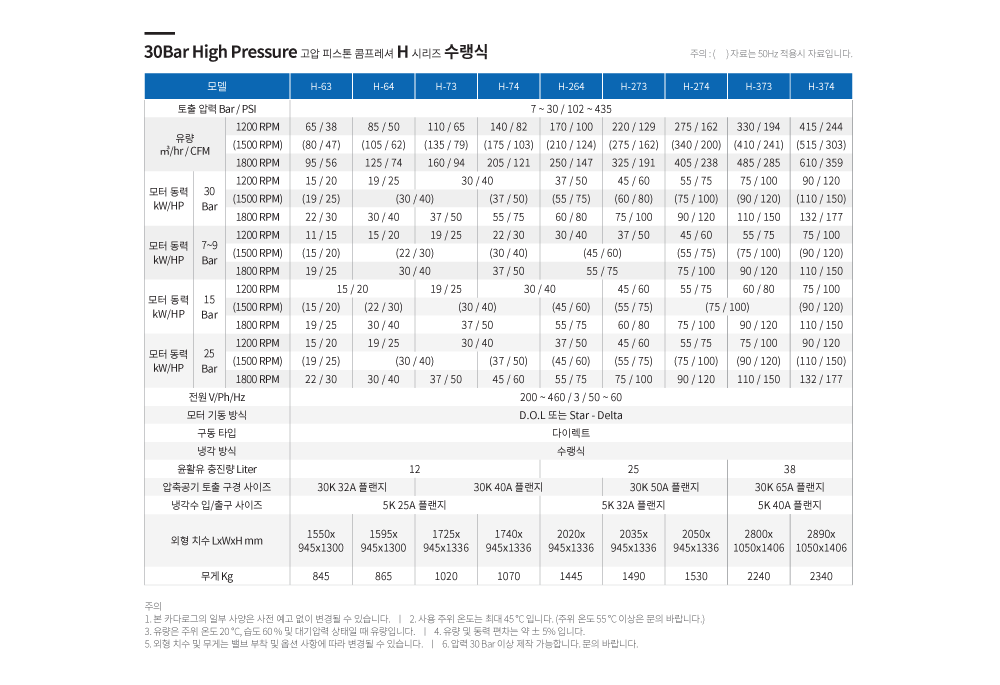 30Bar High Pressure 고압 피스톤 콤프레셔 H 시리즈 수랭식
주의 : ( ) 자료는 50Hz 적용시 자료입니다.
모델 H-63 H-64 H-73 H-74 H-264 H-273 H-274 H-373 H-374
토출 압력 Bar / PSI 7 ~ 30 / 102 ~ 435
유량 ㎥/hr / CFM
1200 RPM 65 / 38 85 / 50 110 / 65 140 / 82 170 / 100 220 / 129 275 / 162 330 / 194 415 / 244
(1500 RPM) (80 / 47) (105 / 62) (135 / 79) (175 / 103) (210 / 124) (275 / 162) (340 / 200) (410 / 241) (515 / 303)
1800 RPM 95 / 56 125 / 74 160 / 94 205 / 121 250 / 147 325 / 191 405 / 238 485 / 285 610 / 359
모터 동력 kW/HP 30 Bar
1200 RPM 15 / 20 19 / 25 30 / 40 37 / 50 45 / 60 55 / 75 75 / 100 90 / 120
(1500 RPM) (19 / 25) (30 / 40) (37 / 50) (55 / 75) (60 / 80) (75 / 100) (90 / 120) (110 / 150)
1800 RPM 22 / 30 30 / 40 37 / 50 55 / 75 60 / 80 75 / 100 90 / 120 110 / 150 132 / 177
모터 동력 kW/HP 7~9 Bar
1200 RPM 11 / 15 15 / 20 19 / 25 22 / 30 30 / 40 37 / 50 45 / 60 55 / 75 75 / 100
(1500 RPM) (15 / 20) (22 / 30) (30 / 40) (45 / 60) (55 / 75) (75 / 100) (90 / 120)
1800 RPM 19 / 25 30 / 40 37 / 50 55 / 75 75 / 100 90 / 120 110 / 150
모터 동력 kW/HP 15 Bar
1200 RPM 15 / 20 19 / 25 30 / 40 45 / 60 55 / 75 60 / 80 75 / 100
(1500 RPM) (15 / 20) (22 / 30) (30 / 40) (45 / 60) (55 / 75) (75 / 100) (90 / 120)
1800 RPM 19 / 25 30 / 40 37 / 50 55 / 75 60 / 80 75 / 100 90 / 120 110 / 150
모터 동력 kW/HP 25 Bar
1200 RPM 15 / 20 19 / 25 30 / 40 37 / 50 45 / 60 55 / 75 75 / 100 90 / 120
(1500 RPM) (19 / 25) (30 / 40) (37 / 50) (45 / 60) (55 / 75) (75 / 100) (90 / 120) (110 / 150)
1800 RPM 22 / 30 30 / 40 37 / 50 45 / 60 55 / 75 75 / 100 90 / 120 110 / 150 132 / 177
전원 V/Ph/Hz 200 ~ 460 / 3 / 50 ~ 60
모터 기동 방식 D.O.L 또는 Star - Delta
구동 타입 다이렉트
냉각 방식 수랭식
윤활유 충진량 Liter 12 25 38
압축공기 토출 구경 사이즈 30K 32A 플랜지 30K 40A 플랜지 30K 50A 플랜지 30K 65A 플랜지
냉각수 입/출구 사이즈 5K 25A 플랜지 5K 32A 플랜지 5K 40A 플랜지
외형 치수 LxWxH mm 1550x 945x1300 1595x 945x1300 1725x 945x1336 1740x 945x1336 2020x 945x1336 2035x 945x1336 2050x 945x1336 2800x 1050x1406 2890x 1050x1406
무게 Kg 845 865 1020 1070 1445 1490 1530 2240 2340
주의
1. 본 카다로그의 일부 사양은 사전 예고 없이 변경될 수 있습니다. | 2. 사용 주위 온도는 최대 45 °C 입니다. (주위 온도 55 °C 이상은 문의 바랍니다.)
3. 유량은 주위 온도 20 °C, 습도 60 % 및 대기압력 상태일 때 유량입니다. | 4. 유량 및 동력 편차는 약 ± 5% 입니다.
5. 외형 치수 및 무게는 밸브 부착 및 옵션 사항에 따라 변경될 수 있습니다. | 6. 압력 30 Bar 이상 제작 가능합니다. 문의 바랍니다.